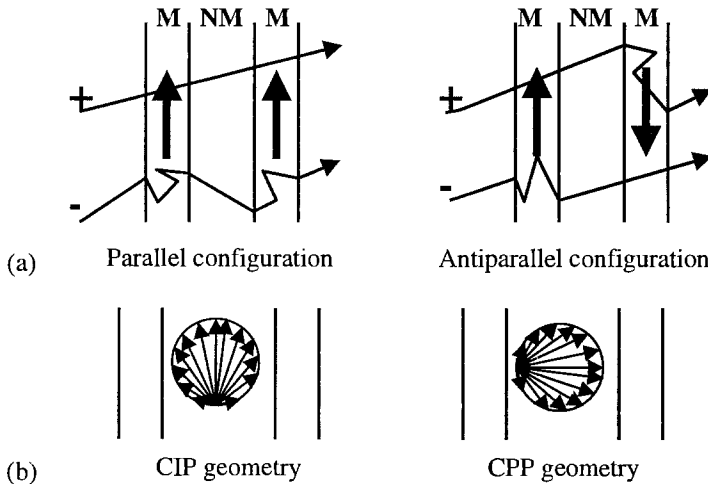 M NM M
M NM M
+
+
-
-
(a) Parallel configuration
Antiparallel configuration
(b) CIP geometry
CPP geometry